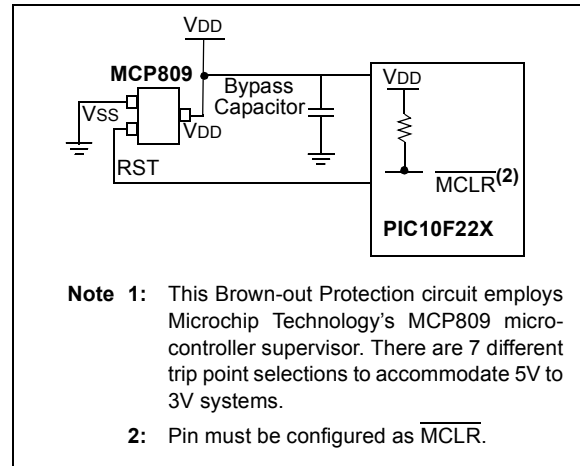 VDD
MCP809
VSS
VDD
RST
Bypass
Capacitor
VDD
MCLR(2)
PIC10F22X
Note 1: This Brown-out Protection circuit employs
Microchip Technology's MCP809 micro-
controller supervisor. There are 7 different
trip point selections to accommodate 5V to
3V systems.
2: Pin must be configured as MCLR.